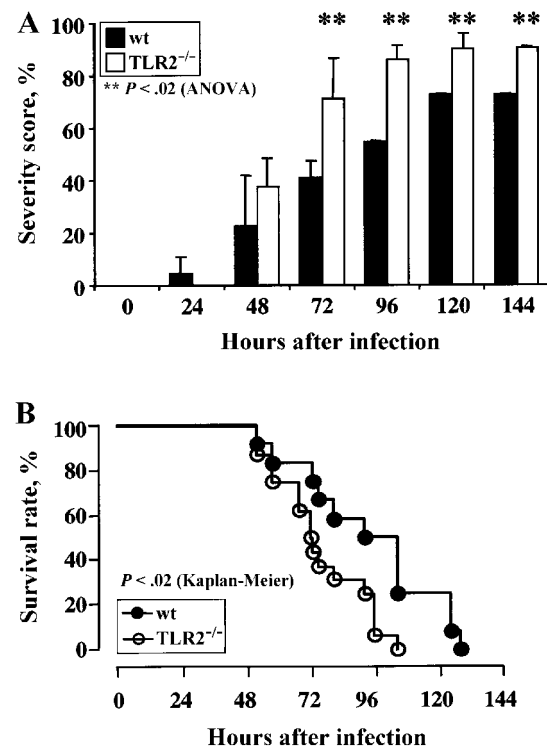 A
** ** ** **
100
80
60
40
20
0
Severity score, %
wt
TLR2⁻/⁻
** P < .02 (ANOVA)
0 24 48 72 96 120 144
Hours after infection
B
100
80
60
40
20
0
Survival rate, %
P < .02 (Kaplan-Meier)
wt
TLR2⁻/⁻
0 24 48 72 96 120 144
Hours after infection